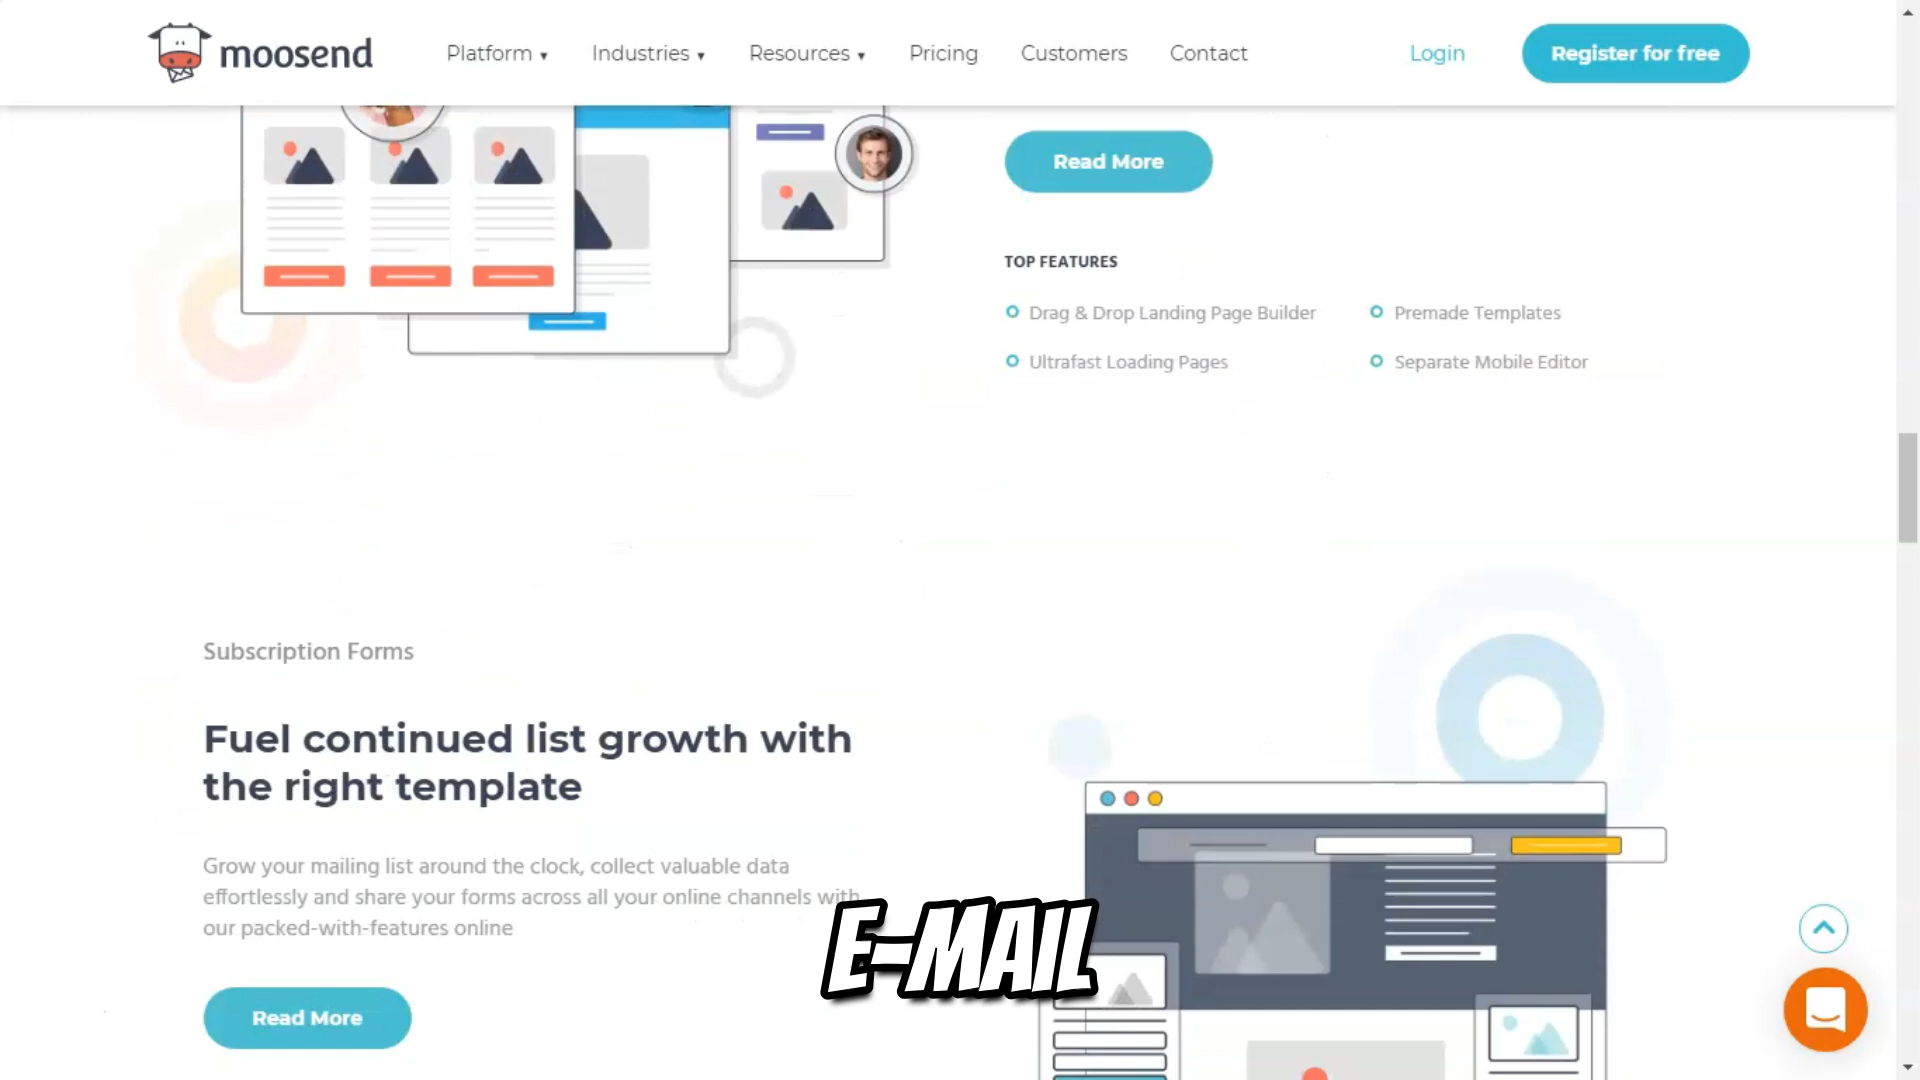 moosend
Platform ▾ Industries ▾ Resources ▾ Pricing Customers Contact Login Register for free
Read More
TOP FEATURES
Drag & Drop Landing Page Builder
Premade Templates
Ultrafast Loading Pages
Separate Mobile Editor
Subscription Forms
Fuel continued list growth with
the right template
Grow your mailing list around the clock, collect valuable data
effortlessly and share your forms across all your online channels with
our packed-with-features online
E-MAIL
Read More